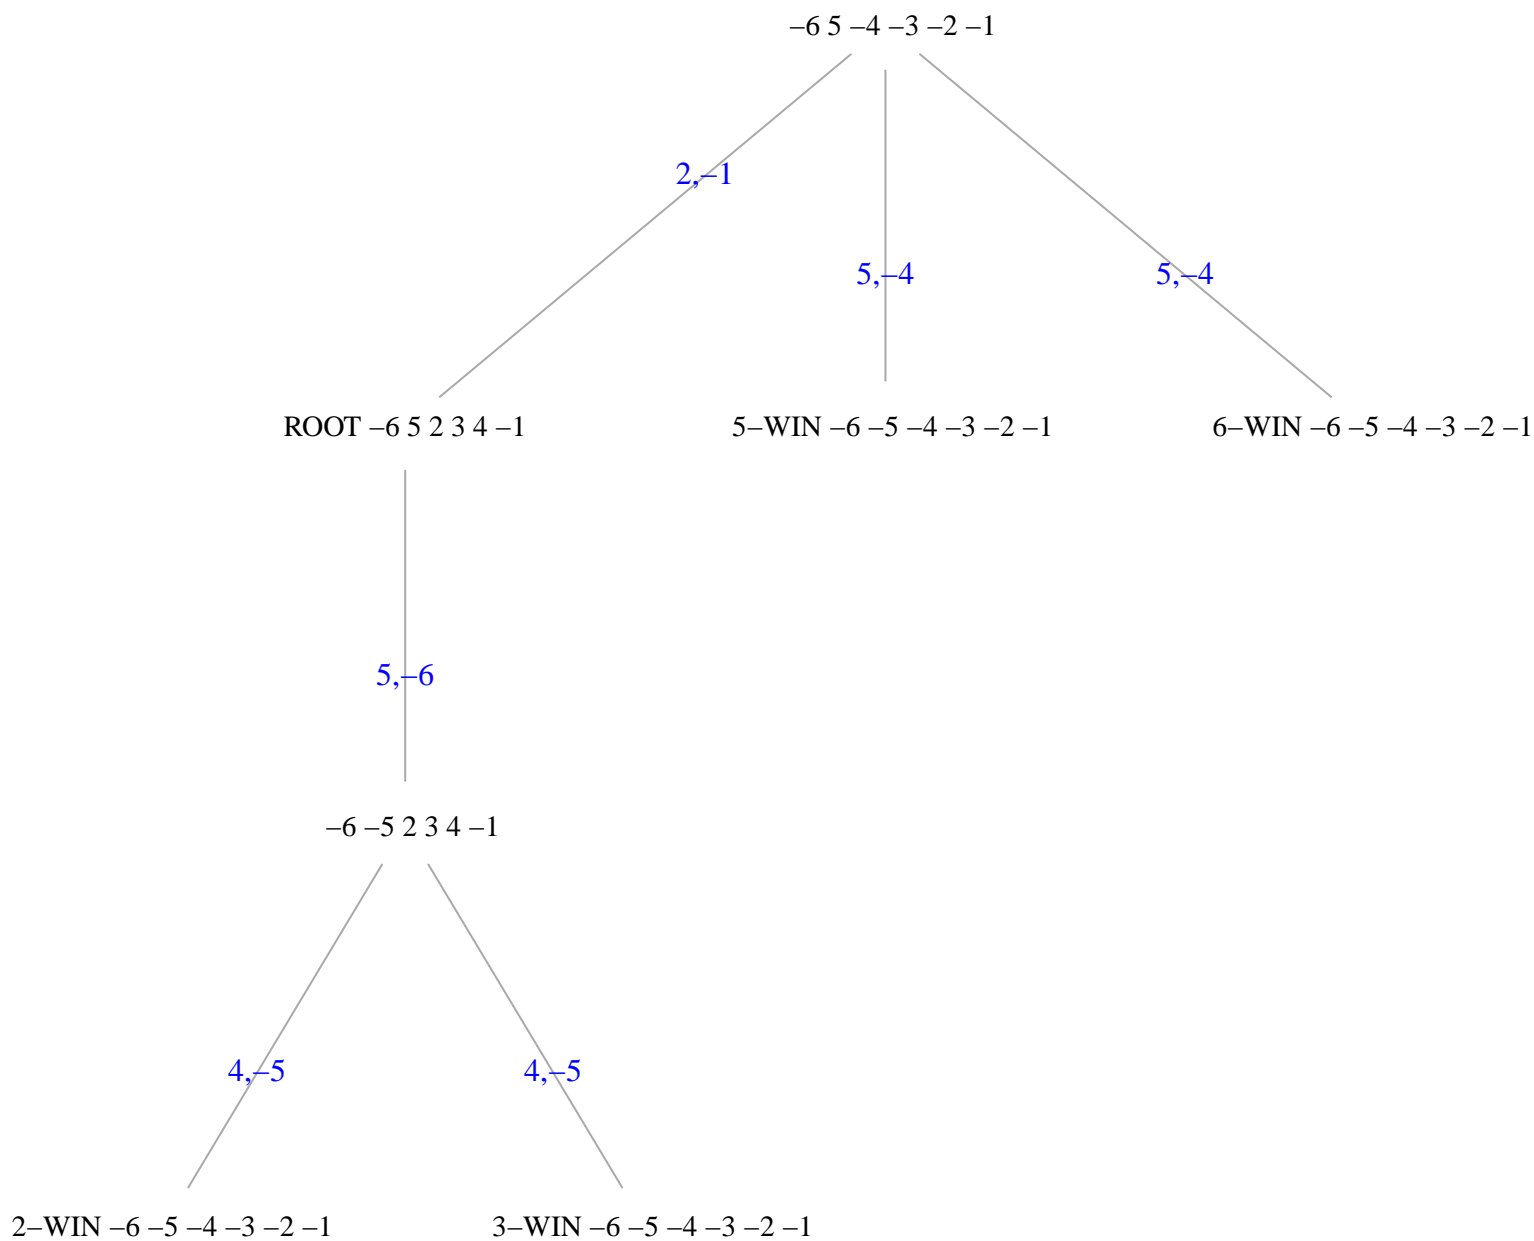 –6 5 –4 –3 –2 –1
2,–1
5,–4
5,–4
ROOT –6 5 2 3 4 –1
5–WIN –6 –5 –4 –3 –2 –1
6–WIN –6 –5 –4 –3 –2 –1
5,–6
–6 –5 2 3 4 –1
4,–5
4,–5
2–WIN –6 –5 –4 –3 –2 –1
3–WIN –6 –5 –4 –3 –2 –1